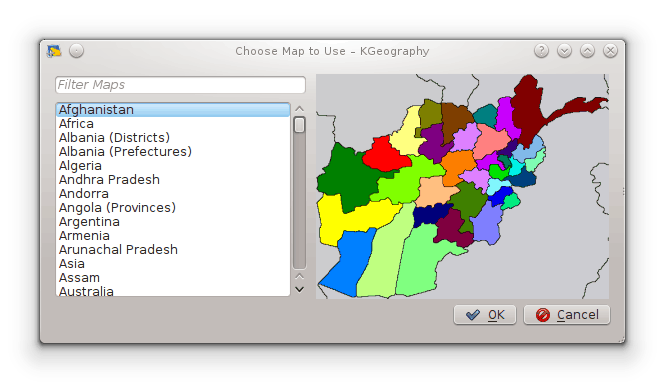 Choose Map to Use – KGeography
Filter Maps
Afghanistan
Africa
Albania (Districts)
Albania (Prefectures)
Algeria
Andhra Pradesh
Andorra
Angola (Provinces)
Argentina
Armenia
Arunachal Pradesh
Asia
Assam
Australia
OK
Cancel